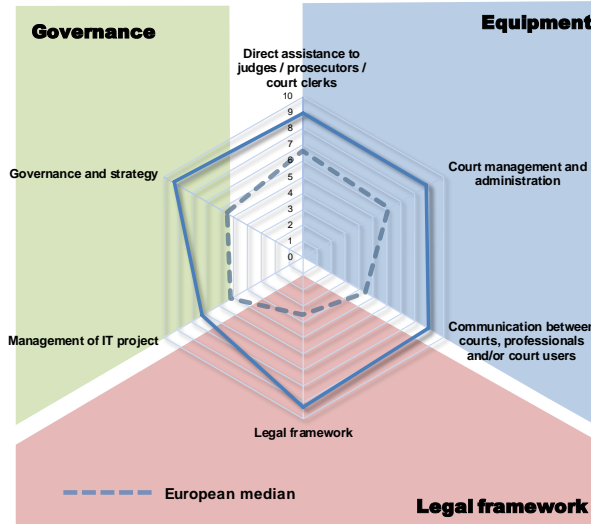 Governance
Equipment
Direct assistance to
judges / prosecutors /
court clerks
10
9
8
7
6
5
4
3
2
1
0
Governance and strategy
Court management and
administration
Management of IT project
Communication between
courts, professionals
and/or court users
Legal framework
European median
Legal framework